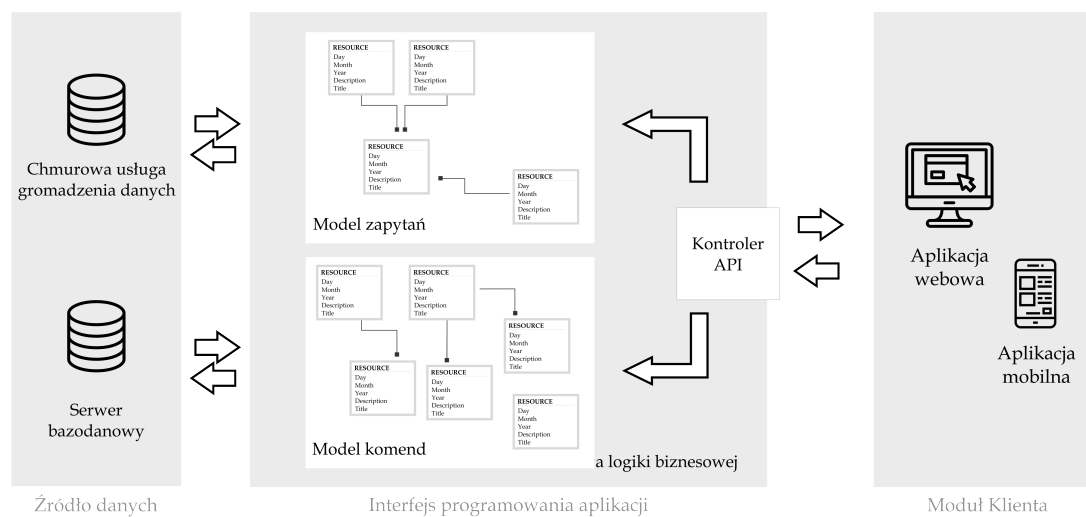 Chmurowa usługa
gromadzenia danych
Serwer
bazodanowy
Źródło danych
RESOURCE
Day
Month
Year
Description
Title
RESOURCE
Day
Month
Year
Description
Title
RESOURCE
Day
Month
Year
Description
Title
RESOURCE
Day
Month
Year
Description
Title
Model zapytań
RESOURCE
Day
Month
Year
Description
Title
RESOURCE
Day
Month
Year
Description
Title
RESOURCE
Day
Month
Year
Description
Title
RESOURCE
Day
Month
Year
Description
Title
RESOURCE
Day
Month
Year
Description
Title
RESOURCE
Day
Month
Year
Description
Title
Model komend
logiki biznesowej
Kontroler
API
Interfejs programowania aplikacji
Aplikacja
webowa
Aplikacja
mobilna
Moduł Klienta